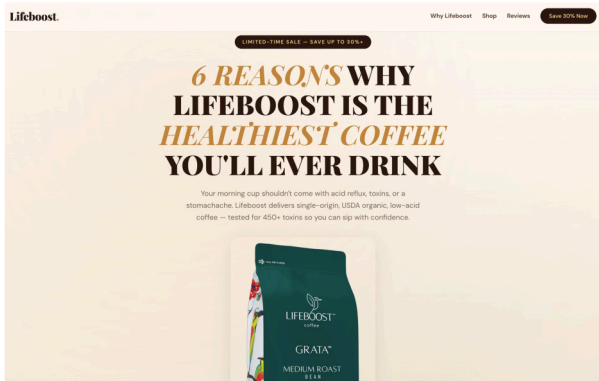 Lifeboost.
Why Lifeboost Shop Reviews Save 30% Now
LIMITED-TIME SALE — SAVE UP TO 30%+
6 REASONS WHY
LIFEBOOST IS THE
HEALTHIEST COFFEE
YOU'LL EVER DRINK
Your morning cup shouldn't come with acid reflux, toxins, or a
stomachache. Lifeboost delivers single-origin, USDA organic, low-acid
coffee — tested for 450+ toxins so you can sip with confidence.
LIFEBOOST™
coffee
GRATA™
MEDIUM ROAST
BEAN